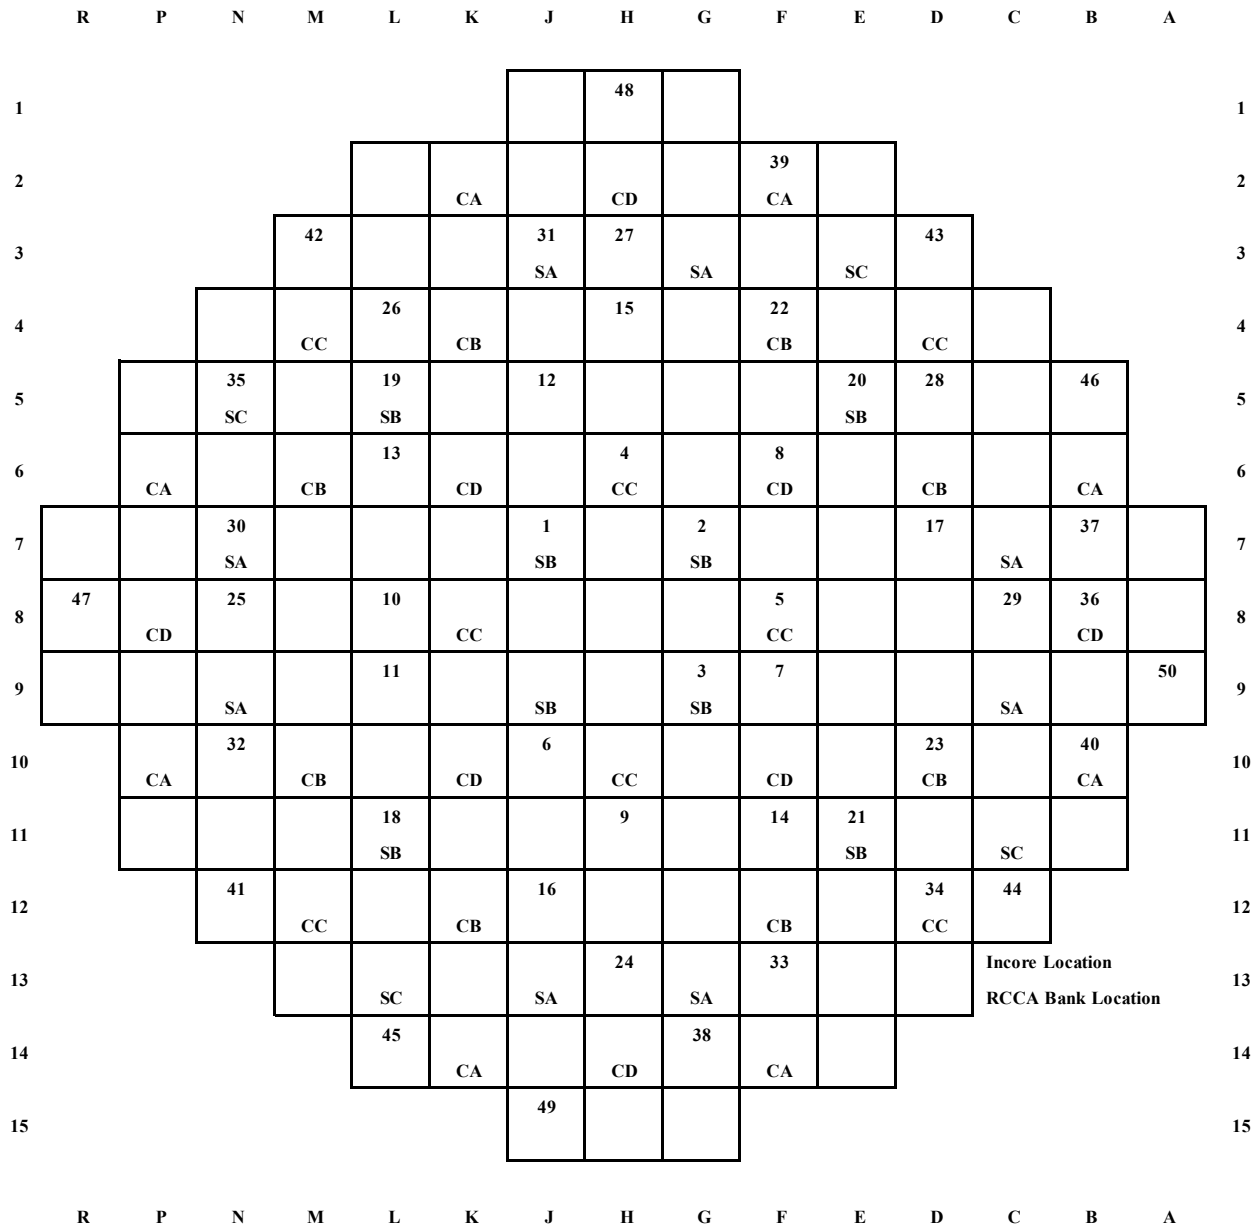 R P N M L K J H G F E D C B A
48
1 1
39
2 2
CA CD CA
42 31 27 43
3 3
SA SA SC
26 15 22
4 4
CC CB CB CC
35 19 12 20 28 46
5 5
SC SB SB
13 4 8
6 6
CA CB CD CC CD CB CA
30 1 2 17 37
7 7
SA SB SB SA
47 25 10 5 29 36
8 8
CD CC CC CD
11 3 7 50
9 9
SA SB SB SA
32 6 23 40
10 10
CA CB CD CC CD CB CA
18 9 14 21
11 11
SB SB SC
41 16 34 44
12 12
CC CB CB CC
24 33 Incore Location
13 13
SC SA SA RCCA Bank Location
45 38
14 14
CA CD CA
49
15 15
R P N M L K J H G F E D C B A